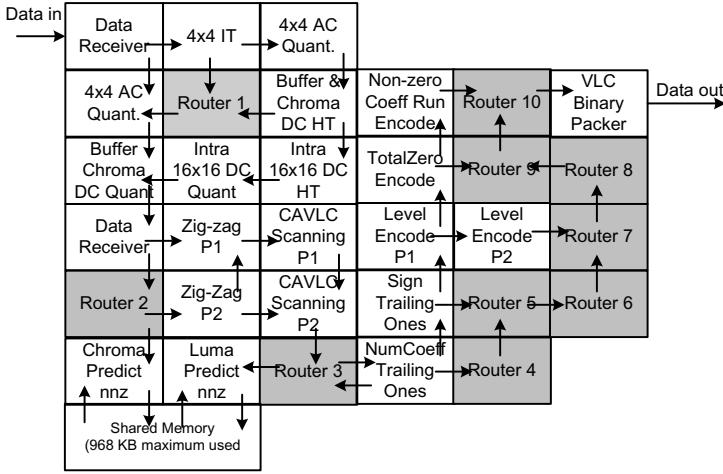 Data in
Data
Receiver
4x4 IT
4x4 AC
Quant.
4x4 AC
Quant.
Router 1
Buffer &
Chroma
DC HT
Non-zero
Coeff Run
Encode
Router 10
VLC
Binary
Packer
Data out
Buffer
Chroma
DC Quant
Intra
16x16 DC
Quant
Intra
16x16 DC
HT
TotalZero
Encode
Router 9
Router 8
Data
Receiver
Zig-zag
P1
CAVLC
Scanning
P1
Level
Encode
P1
Level
Encode
P2
Router 7
Router 2
Zig-Zag
P2
CAVLC
Scanning
P2
Sign
Trailing
Ones
Router 5
Router 6
Chroma
Predict
nnz
Luma
Predict
nnz
Router 3
NumCoeff
Trailing
Ones
Router 4
Shared Memory
(968 KB maximum used